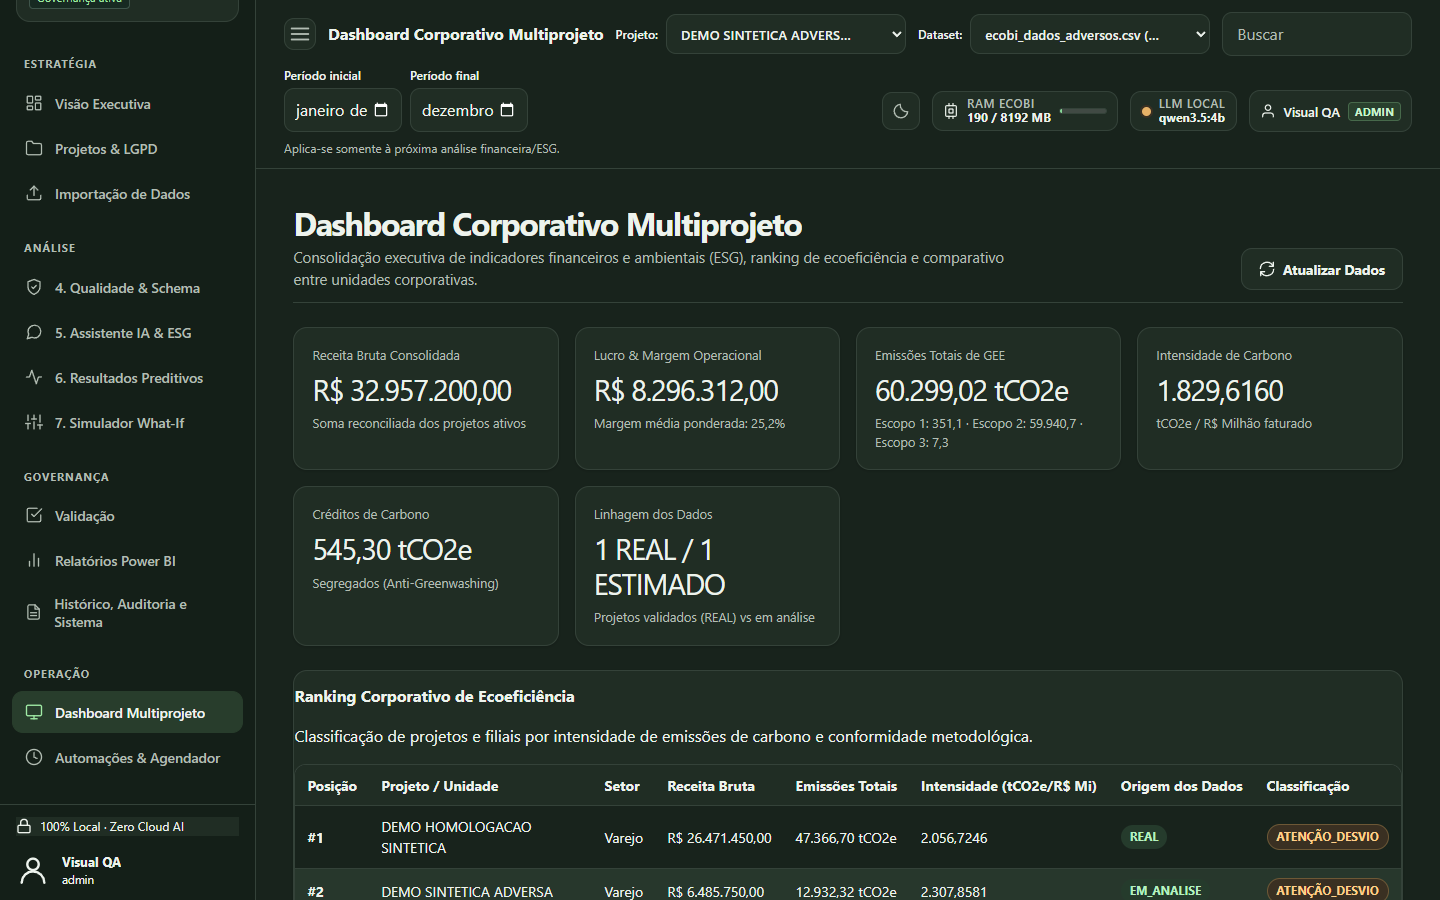 Governança ativa
ESTRATÉGIA
Visão Executiva
Projetos & LGPD
Importação de Dados
ANÁLISE
4. Qualidade & Schema
5. Assistente IA & ESG
6. Resultados Preditivos
7. Simulador What-If
GOVERNANÇA
Validação
Relatórios Power BI
Histórico, Auditoria e
Sistema
OPERAÇÃO
Dashboard Multiprojeto
Automações & Agendador
100% Local · Zero Cloud AI
Visual QA
admin
Dashboard Corporativo Multiprojeto
Projeto:
DEMO SINTETICA ADVERS...
Dataset:
ecobi_dados_adversos.csv (...
Buscar
Período inicial
Período final
janeiro de
dezembro
Aplica-se somente à próxima análise financeira/ESG.
RAM ECOBI
190 / 8192 MB
LLM LOCAL
qwen3.5:4b
Visual QA
ADMIN
Dashboard Corporativo Multiprojeto
Consolidação executiva de indicadores financeiros e ambientais (ESG), ranking de ecoeficiência e comparativo
entre unidades corporativas.
Atualizar Dados
Receita Bruta Consolidada
R$ 32.957.200,00
Soma reconciliada dos projetos ativos
Lucro & Margem Operacional
R$ 8.296.312,00
Margem média ponderada: 25,2%
Emissões Totais de GEE
60.299,02 tCO2e
Escopo 1: 351,1 · Escopo 2: 59.940,7 ·
Escopo 3: 7,3
Intensidade de Carbono
1.829,6160
tCO2e / R$ Milhão faturado
Créditos de Carbono
545,30 tCO2e
Segregados (Anti-Greenwashing)
Linhagem dos Dados
1 REAL / 1
ESTIMADO
Projetos validados (REAL) vs em análise
Ranking Corporativo de Ecoeficiência
Classificação de projetos e filiais por intensidade de emissões de carbono e conformidade metodológica.
Posição Projeto / Unidade Setor Receita Bruta Emissões Totais Intensidade (tCO2e/R$ Mi) Origem dos Dados Classificação
#1 DEMO HOMOLOGACAO
SINTETICA Varejo R$ 26.471.450,00 47.366,70 tCO2e 2.056,7246 REAL ATENÇÃO_DESVIO
#2 DEMO SINTETICA ADVERSA Varejo R$ 6.485.750,00 12.932,32 tCO2e 2.307,8581 EM_ANALISE ATENÇÃO_DESVIO